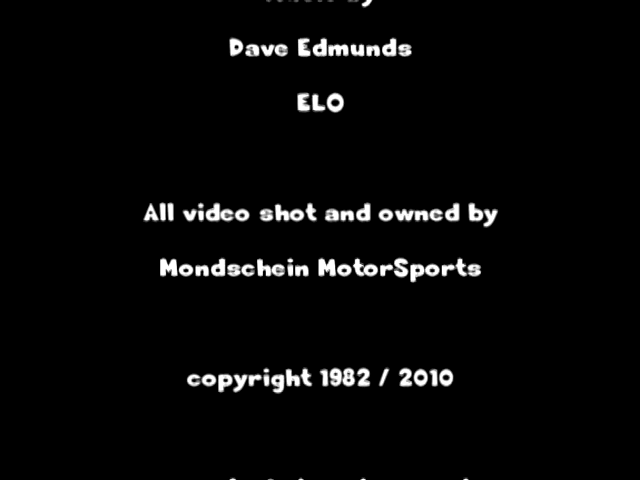 Dave Edmunds
ELO
All video shot and owned by
Mondschein MotorSports
copyright 1982 / 2010